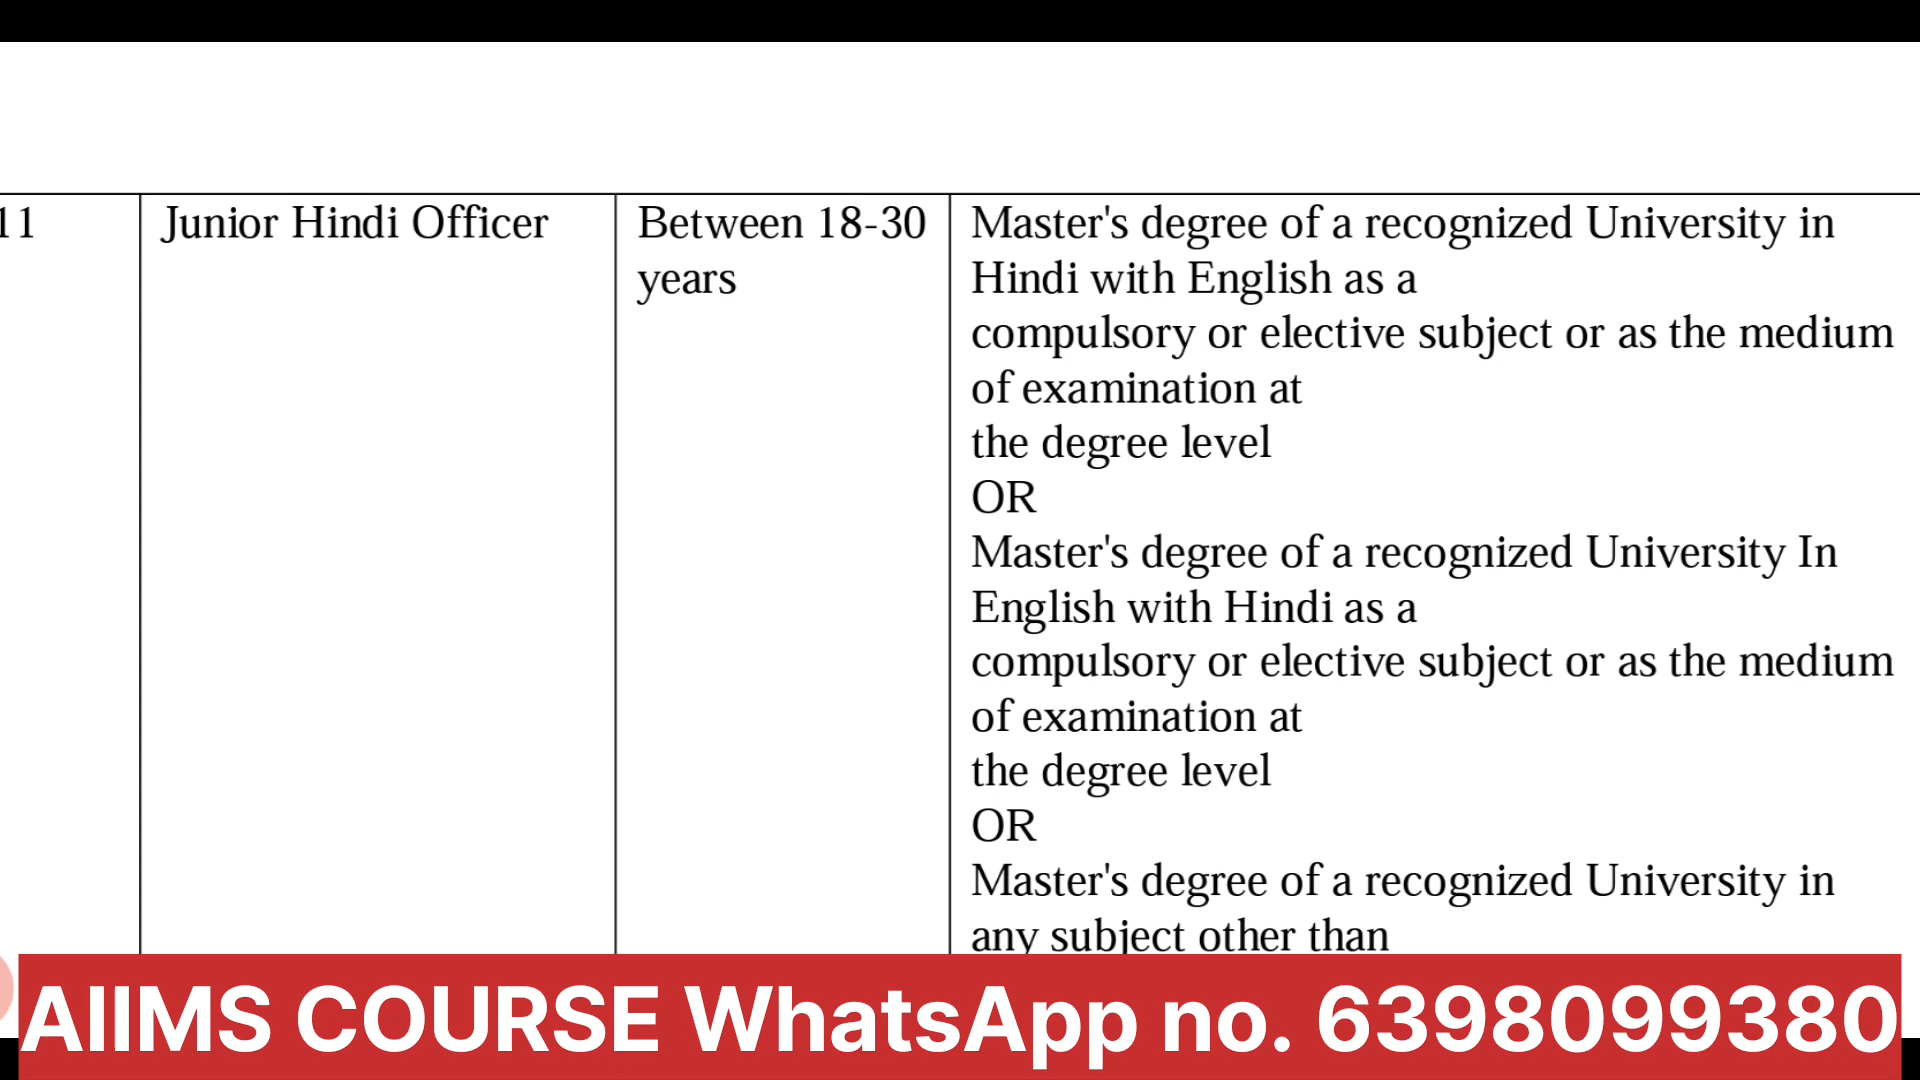 11
Junior Hindi Officer
Between 18-30
years
Master's degree of a recognized University in
Hindi with English as a
compulsory or elective subject or as the medium
of examination at
the degree level
OR
Master's degree of a recognized University In
English with Hindi as a
compulsory or elective subject or as the medium
of examination at
the degree level
OR
Master's degree of a recognized University in
any subject other than
AIIMS COURSE WhatsApp no. 6398099380